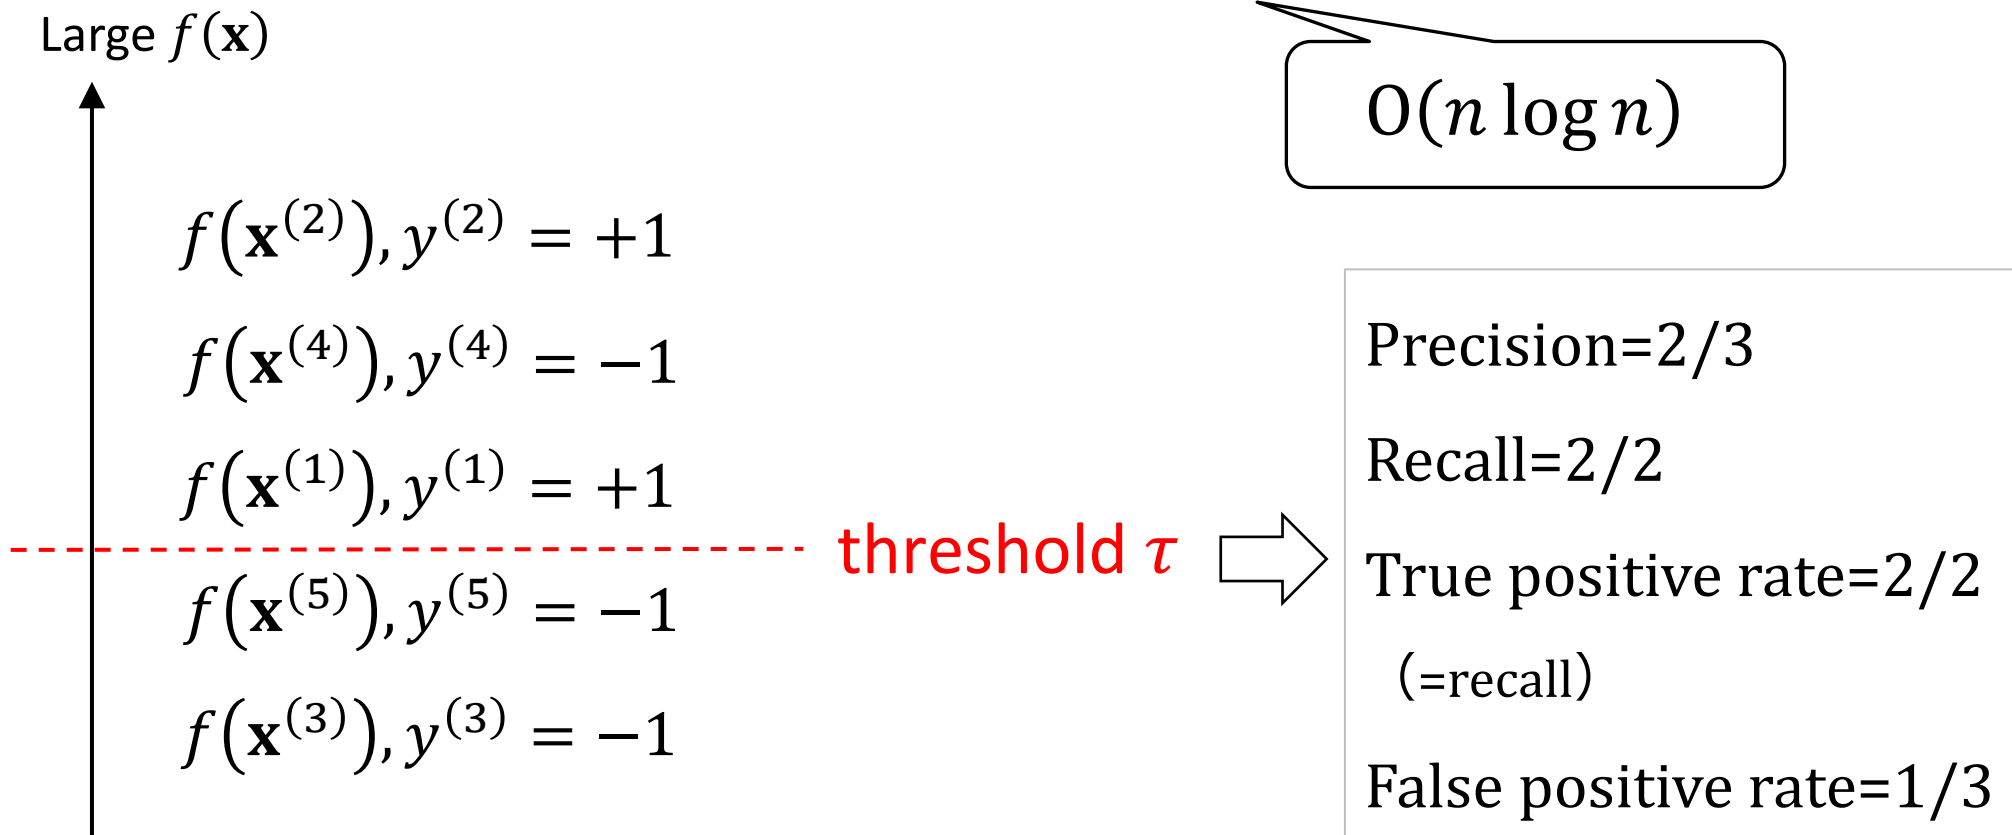 Large f(x)
O(n log n)
f(x⁽²⁾), y⁽²⁾ = +1
f(x⁽⁴⁾), y⁽⁴⁾ = −1
f(x⁽¹⁾), y⁽¹⁾ = +1
threshold τ
f(x⁽⁵⁾), y⁽⁵⁾ = −1
f(x⁽³⁾), y⁽³⁾ = −1
Precision=2/3
Recall=2/2
True positive rate=2/2
（=recall）
False positive rate=1/3